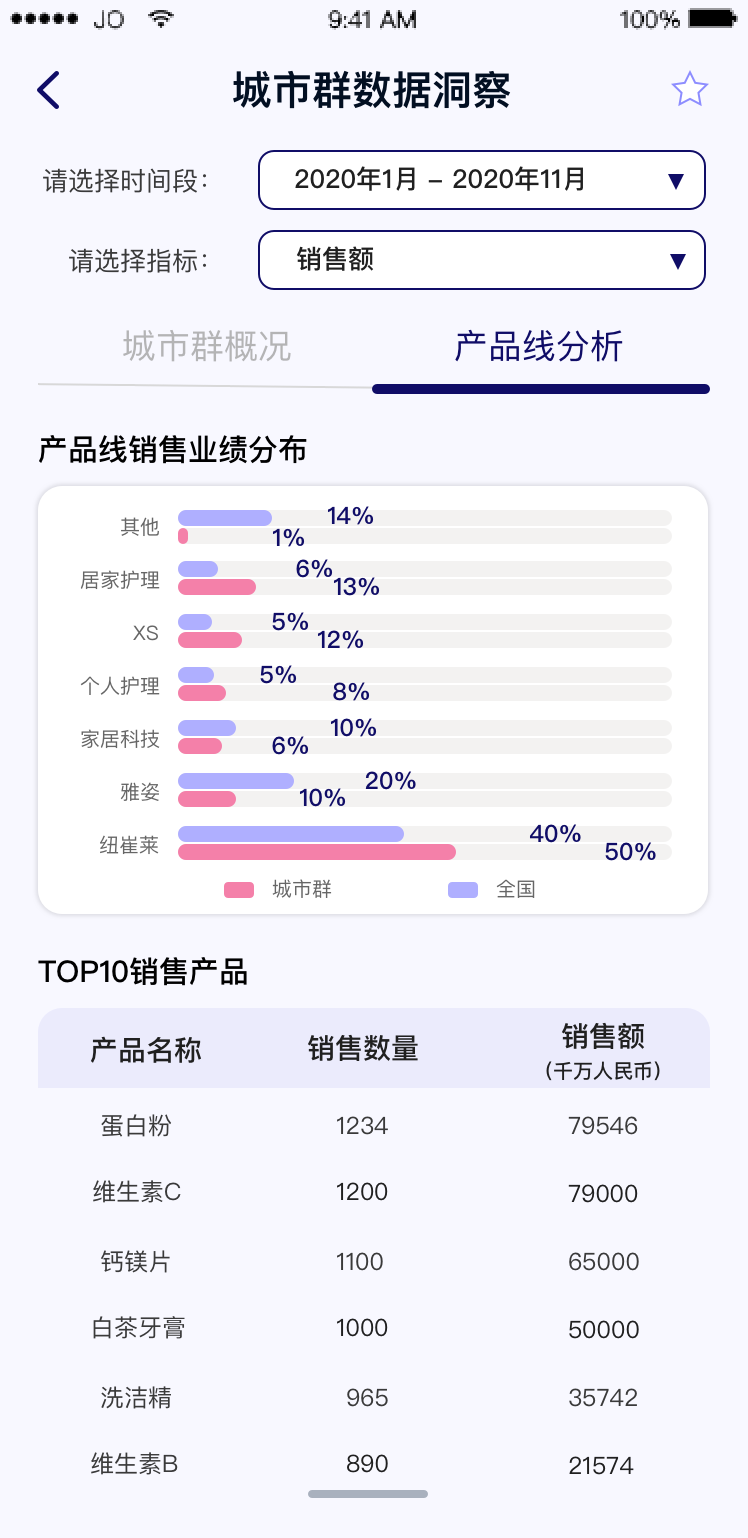 JO 9:41 AM 100%
城市群数据洞察
请选择时间段： 2020年1月 – 2020年11月 ▼
请选择指标： 销售额 ▼
城市群概况 产品线分析
产品线销售业绩分布
其他 14% 1%
居家护理 6% 13%
XS 5% 12%
个人护理 5% 8%
家居科技 10% 6%
雅姿 20% 10%
纽崔莱 40% 50%
城市群 全国
TOP10销售产品
产品名称 销售数量 销售额
(千万人民币)
蛋白粉 1234 79546
维生素C 1200 79000
钙镁片 1100 65000
白茶牙膏 1000 50000
洗洁精 965 35742
维生素B 890 21574